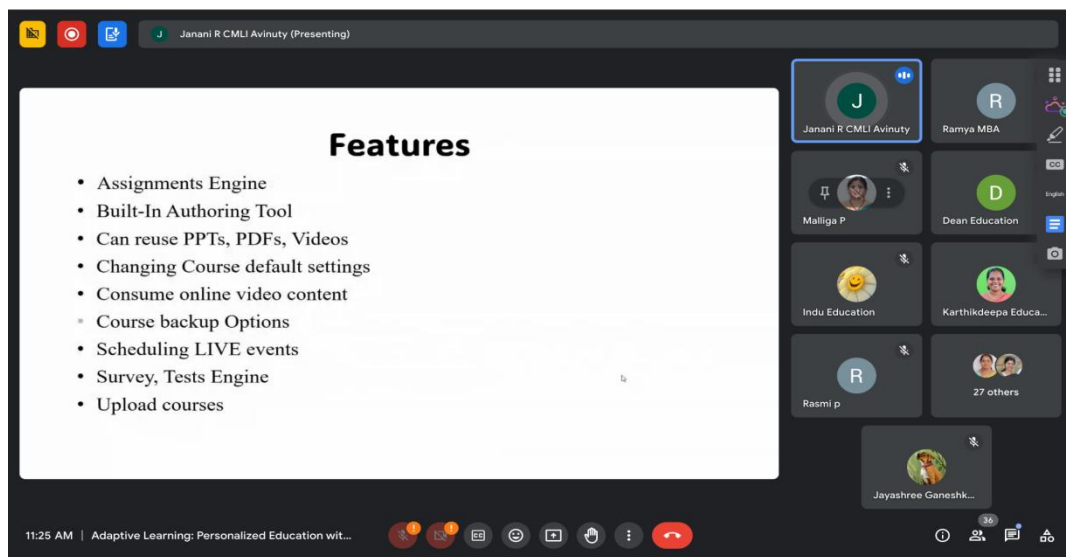 J Janani R CMLI Avinuty (Presenting)
Features
• Assignments Engine
• Built-In Authoring Tool
• Can reuse PPTs, PDFs, Videos
• Changing Course default settings
• Consume online video content
• Course backup Options
• Scheduling LIVE events
• Survey, Tests Engine
• Upload courses
J
Janani R CMLI Avinuty
R
Ramya MBA
Malliga P
D
Dean Education
Indu Education
Karthikdeepa Educa...
R
Rasmi p
27 others
Jayashree Ganeshk...
CC
English
11:25 AM | Adaptive Learning: Personalized Education wit...
36